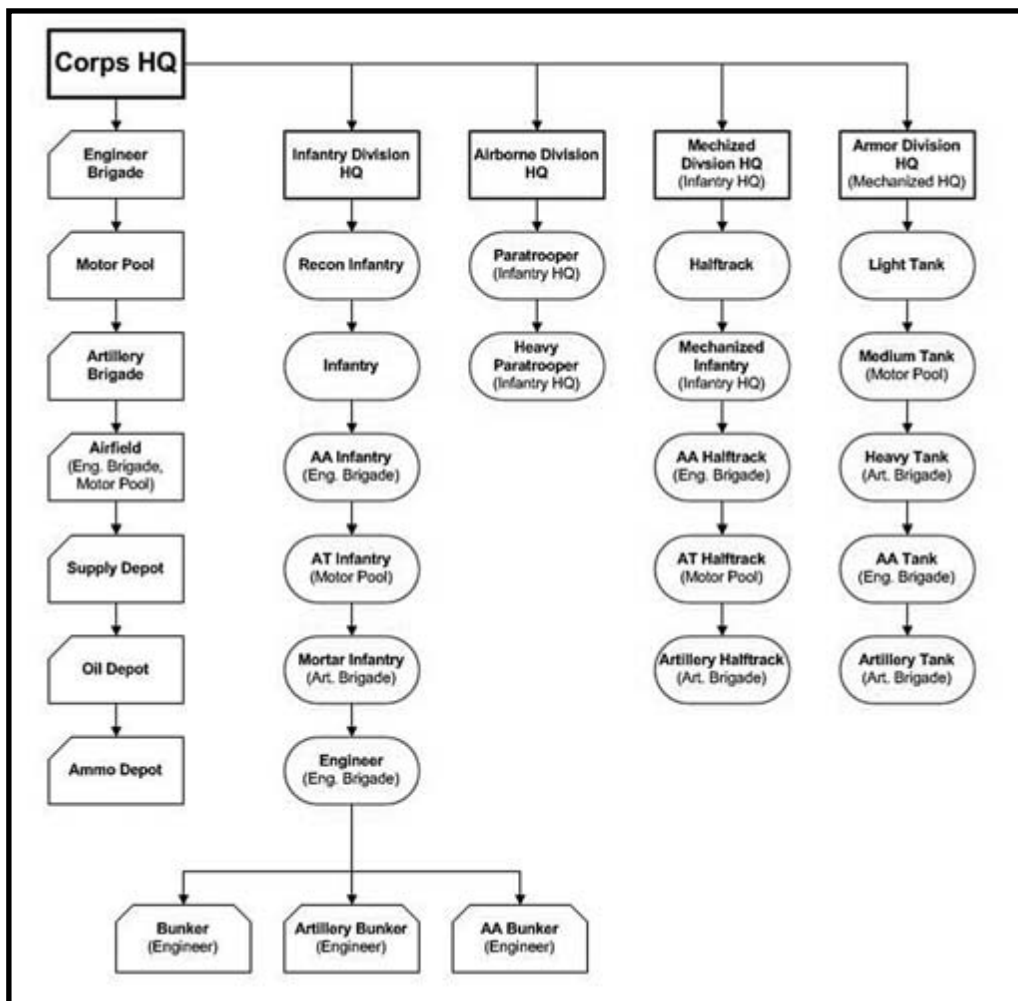 Corps HQ
Engineer
Brigade
Motor Pool
Artillery
Brigade
Airfield
(Eng. Brigade,
Motor Pool)
Supply Depot
Oil Depot
Ammo Depot
Infantry Division
HQ
Recon Infantry
Infantry
AA Infantry
(Eng. Brigade)
AT Infantry
(Motor Pool)
Mortar Infantry
(Art. Brigade)
Engineer
(Eng. Brigade)
Bunker
(Engineer)
Artillery Bunker
(Engineer)
AA Bunker
(Engineer)
Airborne Division
HQ
Paratrooper
(Infantry HQ)
Heavy
Paratrooper
(Infantry HQ)
Mechized
Divsion HQ
(Infantry HQ)
Halftrack
Mechanized
Infantry
(Infantry HQ)
AA Halftrack
(Eng. Brigade)
AT Halftrack
(Motor Pool)
Artillery Halftrack
(Art. Brigade)
Armor Division
HQ
(Mechanized HQ)
Light Tank
Medium Tank
(Motor Pool)
Heavy Tank
(Art. Brigade)
AA Tank
(Eng. Brigade)
Artillery Tank
(Art. Brigade)